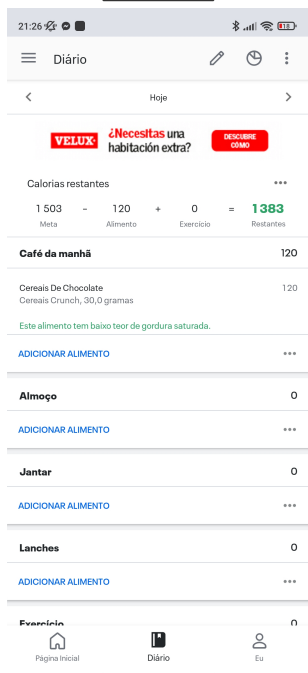 21:26
10
Diário
Hoje
VELUX
¿Necesitas una
habitación extra?
DESCUBRE
CÓMO
Calorias restantes
1 503 - 120 + 0 = 1 383
Meta Alimento Exercício Restantes
Café da manhã 120
Cereais De Chocolate 120
Cereais Crunch, 30,0 gramas
Este alimento tem baixo teor de gordura saturada.
ADICIONAR ALIMENTO
Almoço 0
ADICIONAR ALIMENTO
Jantar 0
ADICIONAR ALIMENTO
Lanches 0
ADICIONAR ALIMENTO
Exercício 0
Página Inicial Diário Eu